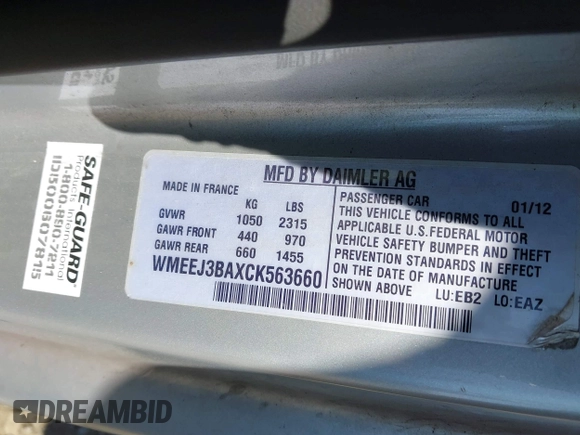 MFD BY DAIMLER AG
MADE IN FRANCE
KG LBS
GVWR 1050 2315
GAWR FRONT 440 970
GAWR REAR 660 1455
WMEEJ3BAXCK563660
PASSENGER CAR 01/12
THIS VEHICLE CONFORMS TO ALL
APPLICABLE U.S.FEDERAL MOTOR
VEHICLE SAFETY BUMPER AND THEFT
PREVENTION STANDARDS IN EFFECT
ON THE DATE OF MANUFACTURE
SHOWN ABOVE LU:EB2 LO:EAZ
SAFE-GUARD
Products International
1-800-890-7211
DREAMBID